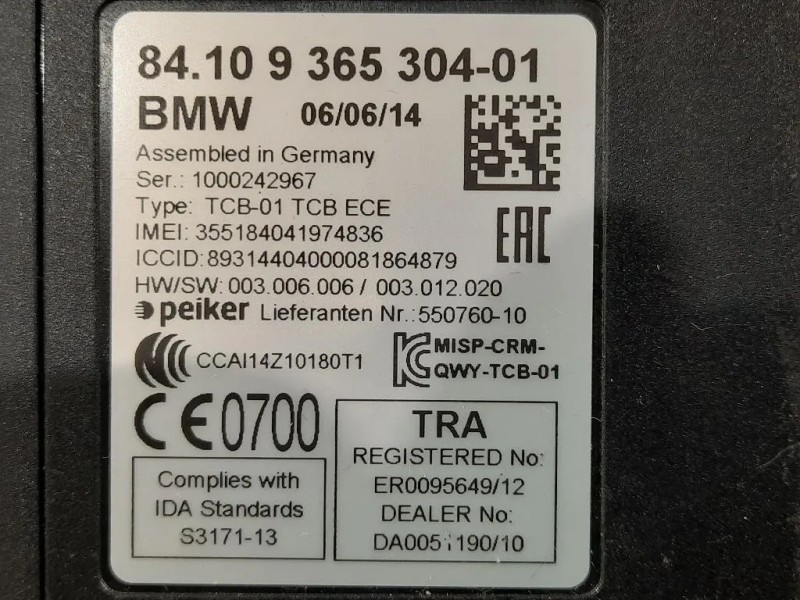 84.10 9 365 304-01
BMW 06/06/14
Assembled in Germany
Ser.: 1000242967
Type: TCB-01 TCB ECE
IMEI: 355184041974836
ICCID: 89314404000081864879
HW/SW: 003.006.006 / 003.012.020
peiker Lieferanten Nr.:550760-10
EAC
CCAI14Z10180T1
MISP-CRM-
QWY-TCB-01
CE0700
Complies with
IDA Standards
S3171-13
TRA
REGISTERED No:
ER0095649/12
DEALER No:
DA0051190/10